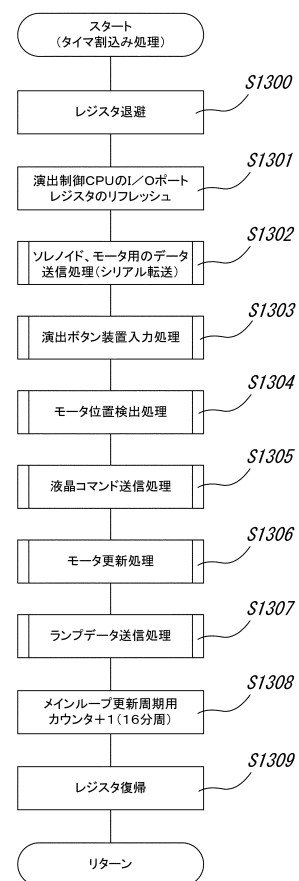 スタート
(タイマ割込み処理)
S1300
レジスタ退避
S1301
演出制御CPUのI/Oポート
レジスタのリフレッシュ
S1302
ソレノイド、モータ用のデータ
送信処理(シリアル転送)
S1303
演出ボタン装置入力処理
S1304
モータ位置検出処理
S1305
液晶コマンド送信処理
S1306
モータ更新処理
S1307
ランプデータ送信処理
S1308
メインループ更新周期用
カウンタ+1(16分周)
S1309
レジスタ復帰
リターン